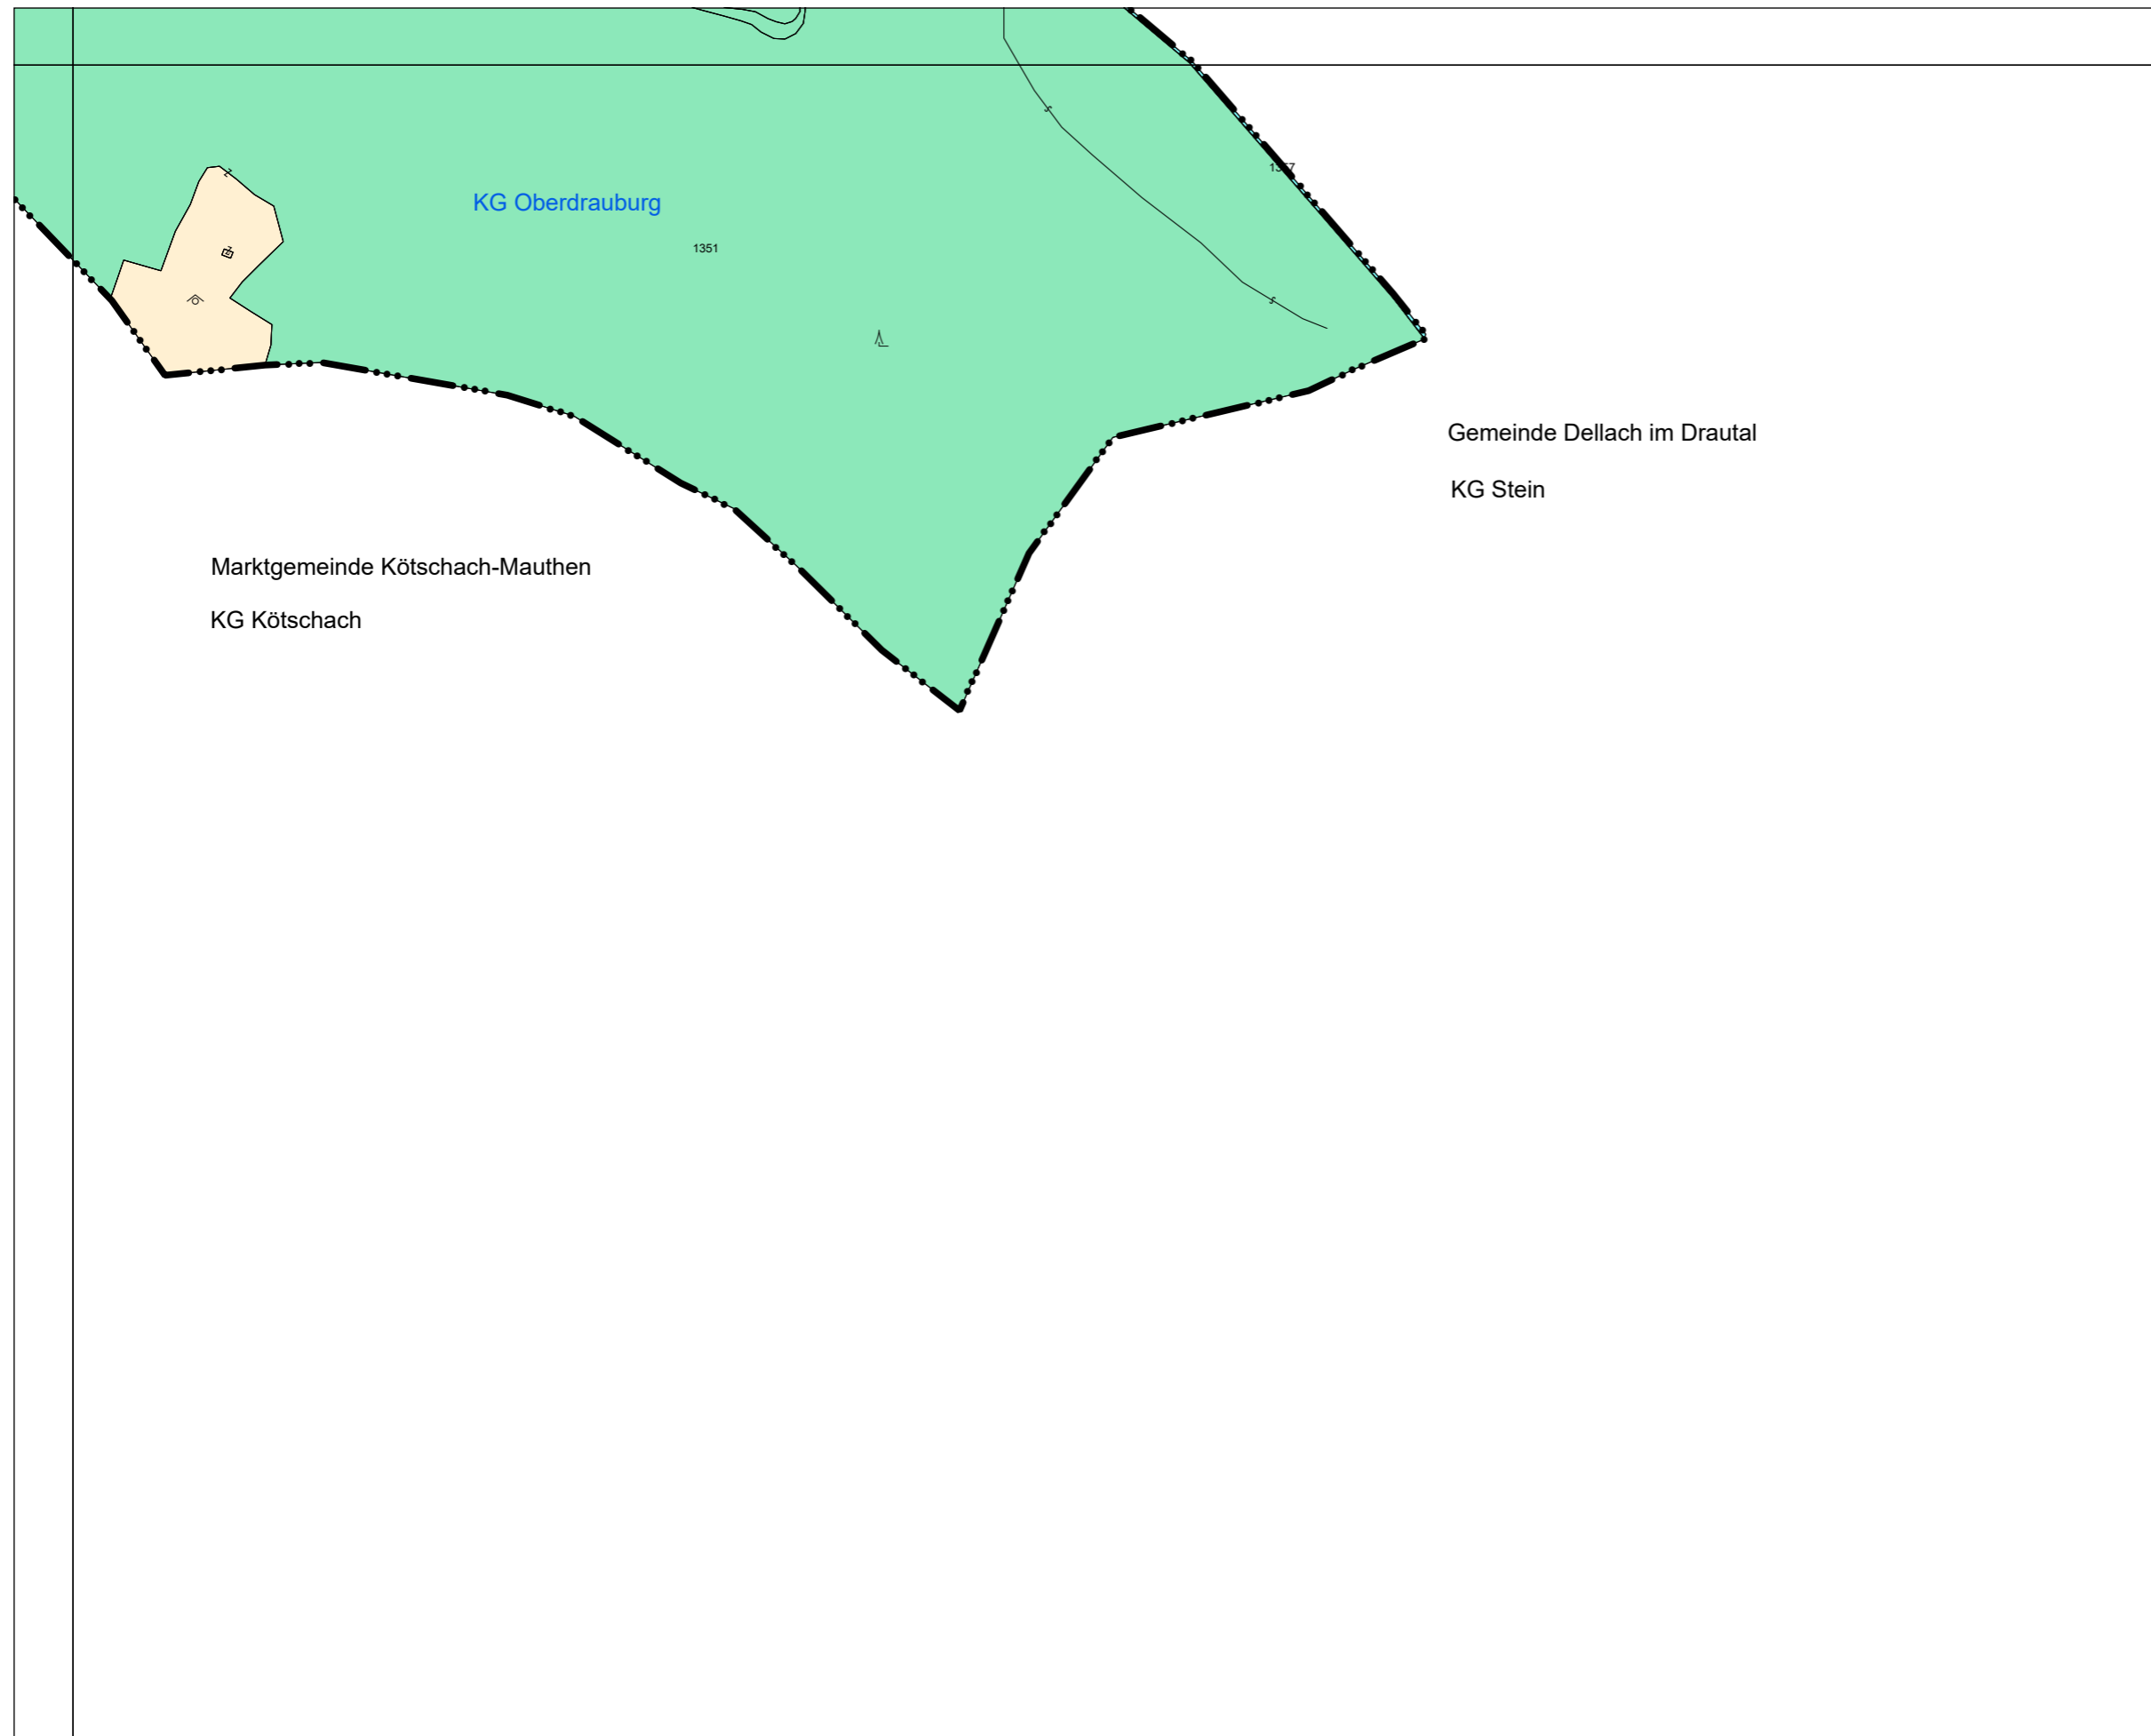 KG Oberdrauburg
1351
Gemeinde Dellach im Drautal
KG Stein
Marktgemeinde Kötschach-Mauthen
KG Kötschach